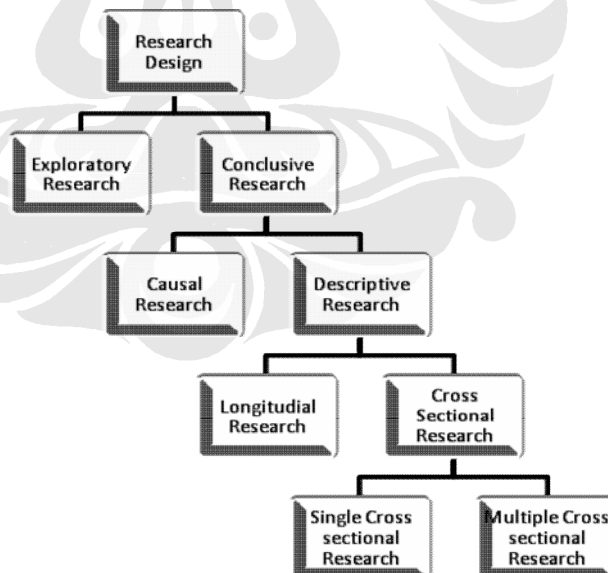 Research
Design
Exploratory
Research
Conclusive
Research
Causal
Research
Descriptive
Research
Longitudial
Research
Cross
Sectional
Research
Single Cross
sectional
Research
Multiple Cross
sectional
Research